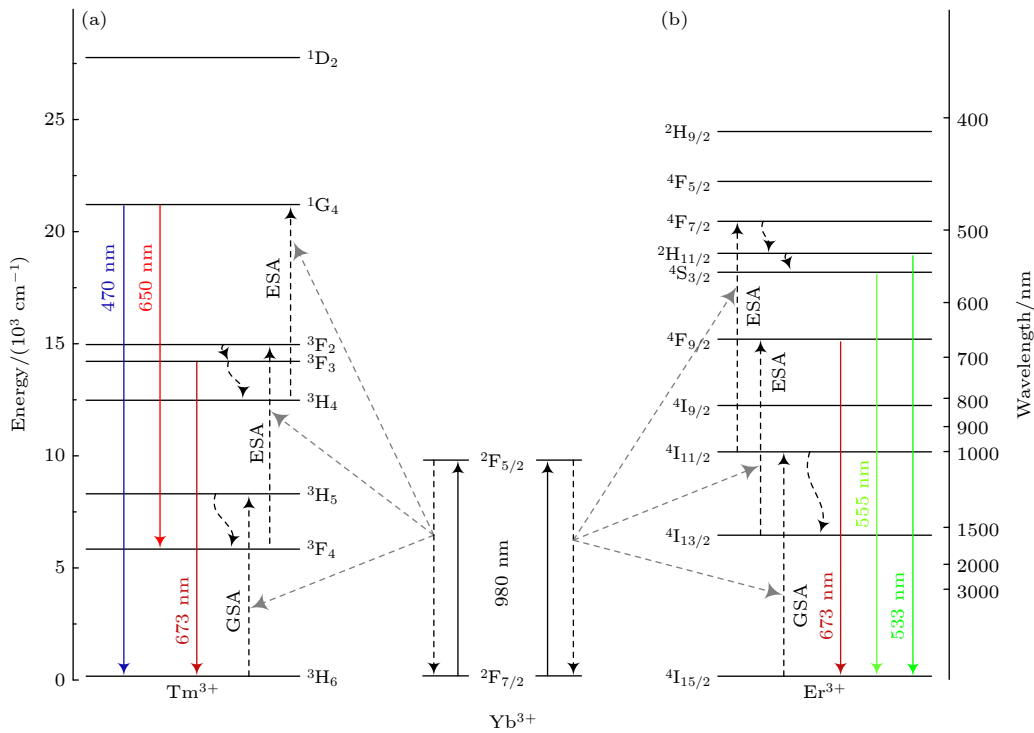 (a)
(b)
Energy/(10³ cm⁻¹)
25
20
15
10
5
0
¹D₂
¹G₄
³F₂
³F₃
³H₄
³H₅
³F₄
³H₆
470 nm
650 nm
673 nm
ESA
ESA
GSA
Tm³⁺
²F₅/₂
980 nm
²F₇/₂
Yb³⁺
²H₉/₂
⁴F₅/₂
⁴F₇/₂
²H₁₁/₂
⁴S₃/₂
⁴F₉/₂
⁴I₉/₂
⁴I₁₁/₂
⁴I₁₃/₂
⁴I₁₅/₂
ESA
ESA
GSA
673 nm
555 nm
533 nm
Er³⁺
400
500
600
700
800
900
1000
1500
2000
3000
Wavelength/nm